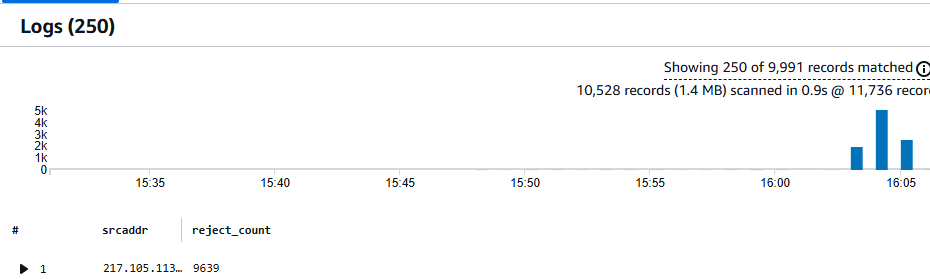 Logs (250)
Showing 250 of 9,991 records matched
10,528 records (1.4 MB) scanned in 0.9s @ 11,736 recor
5k
4k
3k
2k
1k
0
15:35 15:40 15:45 15:50 15:55 16:00 16:05
# srcaddr reject_count
1 217.105.113… 9639